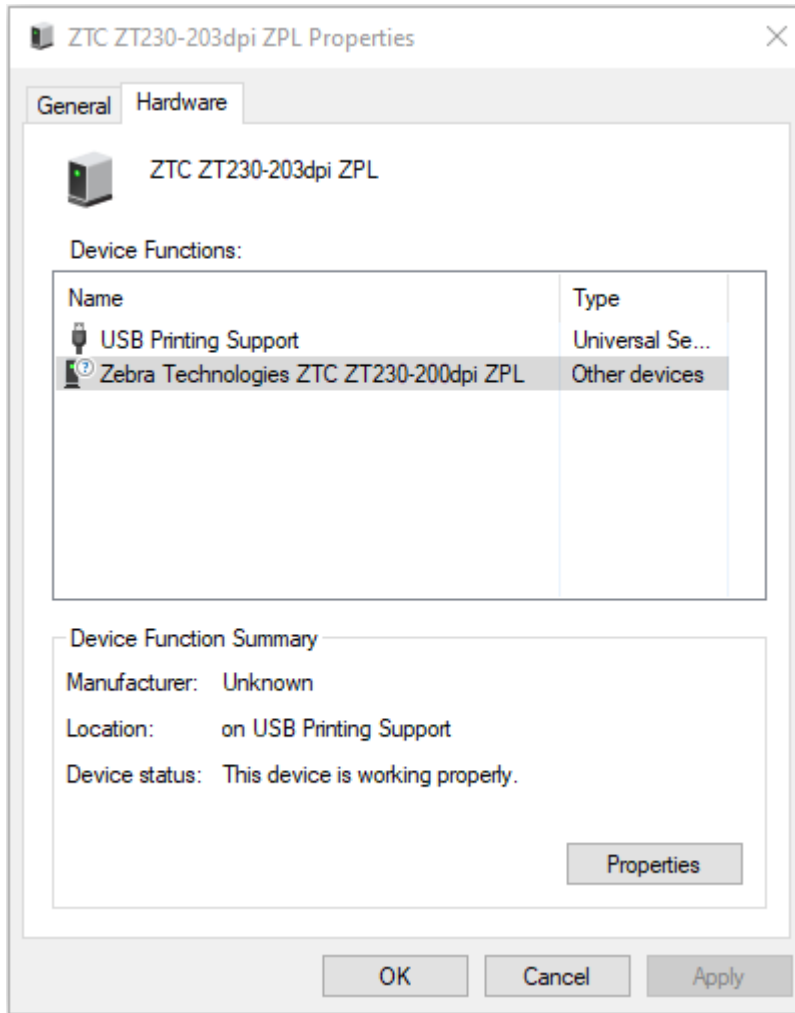 ZTC ZT230-203dpi ZPL Properties
General Hardware
ZTC ZT230-203dpi ZPL
Device Functions:
Name Type
USB Printing Support Universal Se...
Zebra Technologies ZTC ZT230-200dpi ZPL Other devices
Device Function Summary
Manufacturer: Unknown
Location: on USB Printing Support
Device status: This device is working properly.
Properties
OK Cancel Apply